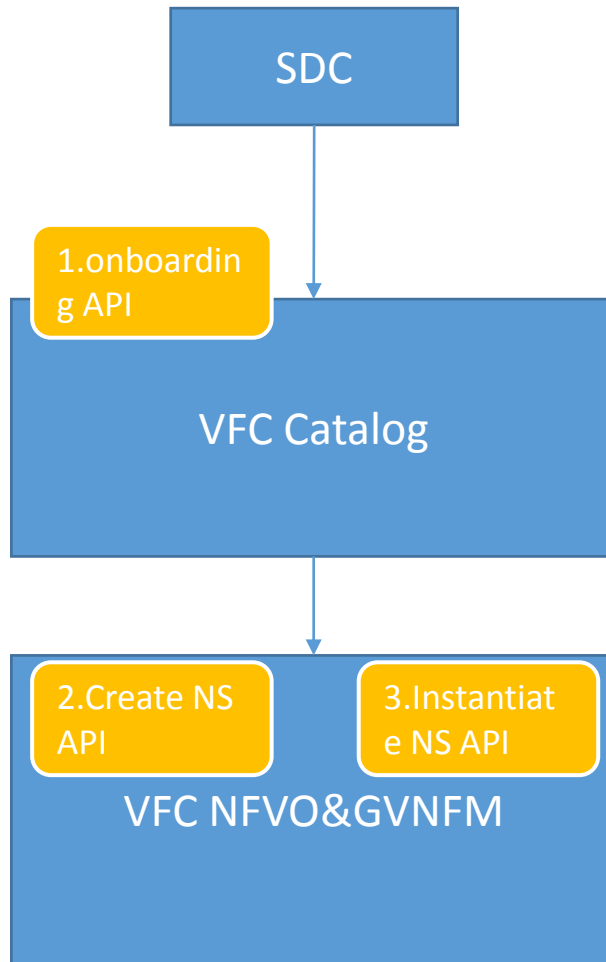 SDC
1.onboardin
g API
VFC Catalog
2.Create NS
API
3.Instantiat
e NS API
VFC NFVO&GVNFM